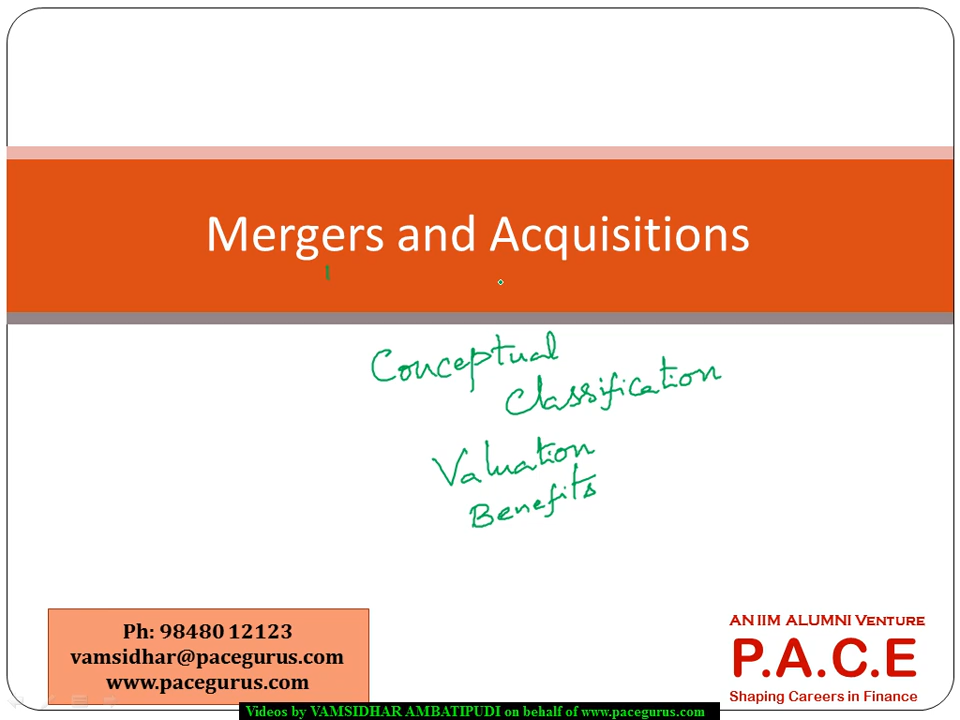 Mergers and Acquisitions
Conceptual
Classification
Valuation
Benefits
Ph: 98480 12123
vamsidhar@pacegurus.com
www.pacegurus.com
AN IIM ALUMNI VENTURE
P.A.C.E
Shaping Careers in Finance
Videos by VAMSIDHAR AMBATIPUDI on behalf of www.pacegurus.com